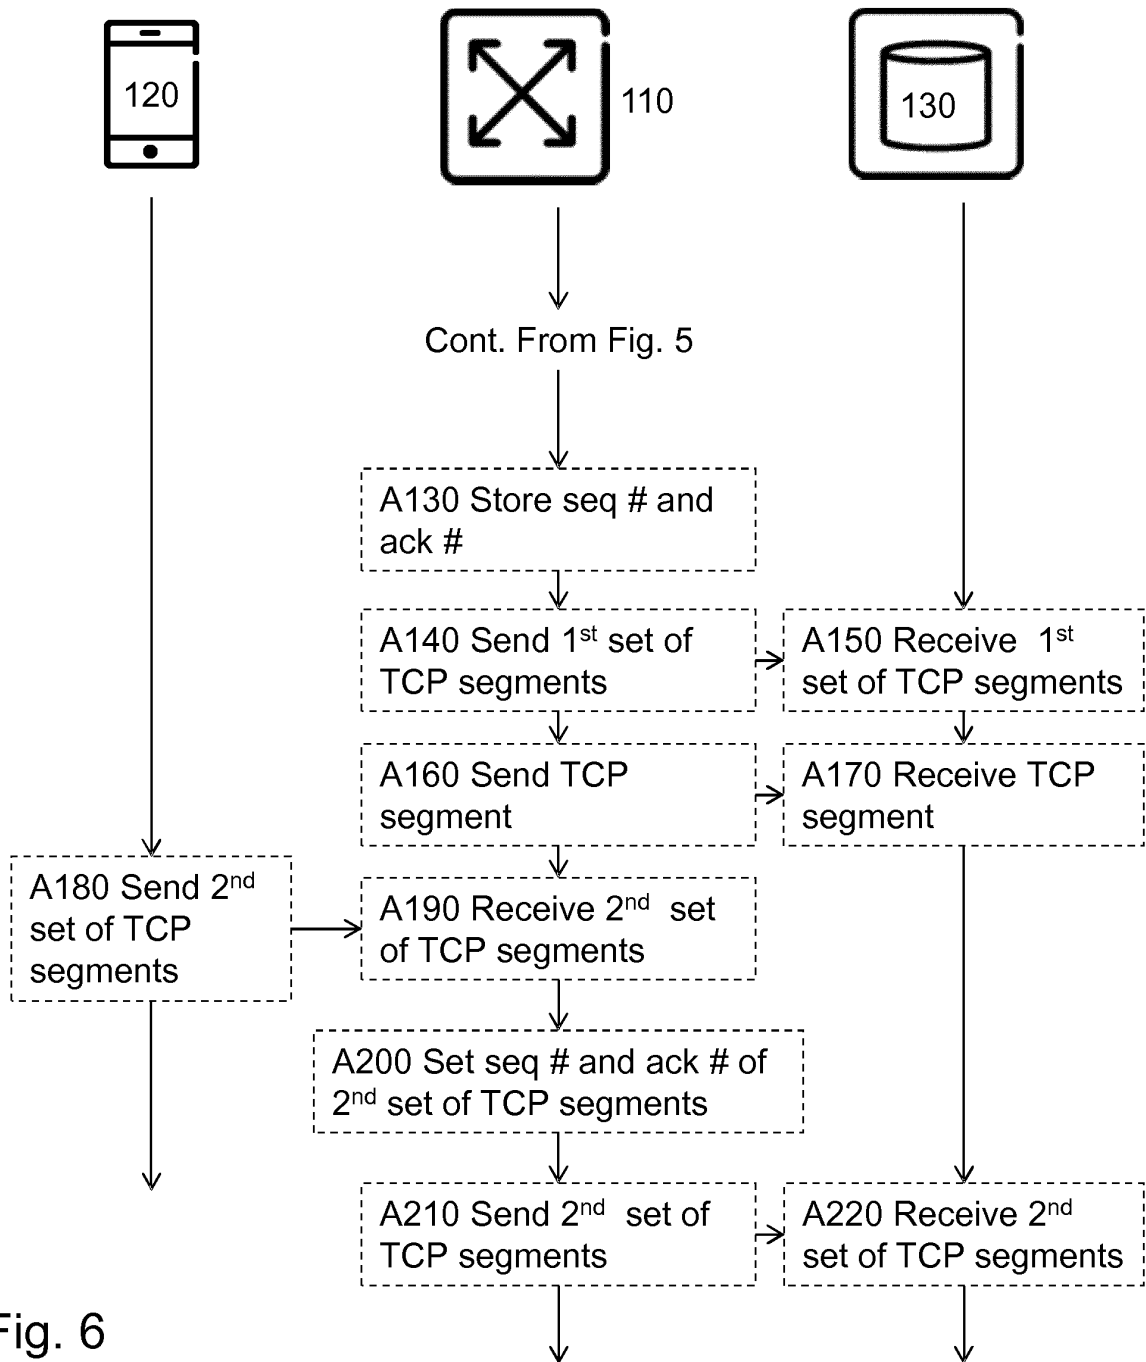 120
110
130
Cont. From Fig. 5
A130 Store seq # and
ack #
A140 Send 1st set of
TCP segments
A150 Receive 1st
set of TCP segments
A160 Send TCP
segment
A170 Receive TCP
segment
A180 Send 2nd
set of TCP
segments
A190 Receive 2nd set
of TCP segments
A200 Set seq # and ack # of
2nd set of TCP segments
A210 Send 2nd set of
TCP segments
A220 Receive 2nd
set of TCP segments
Fig. 6